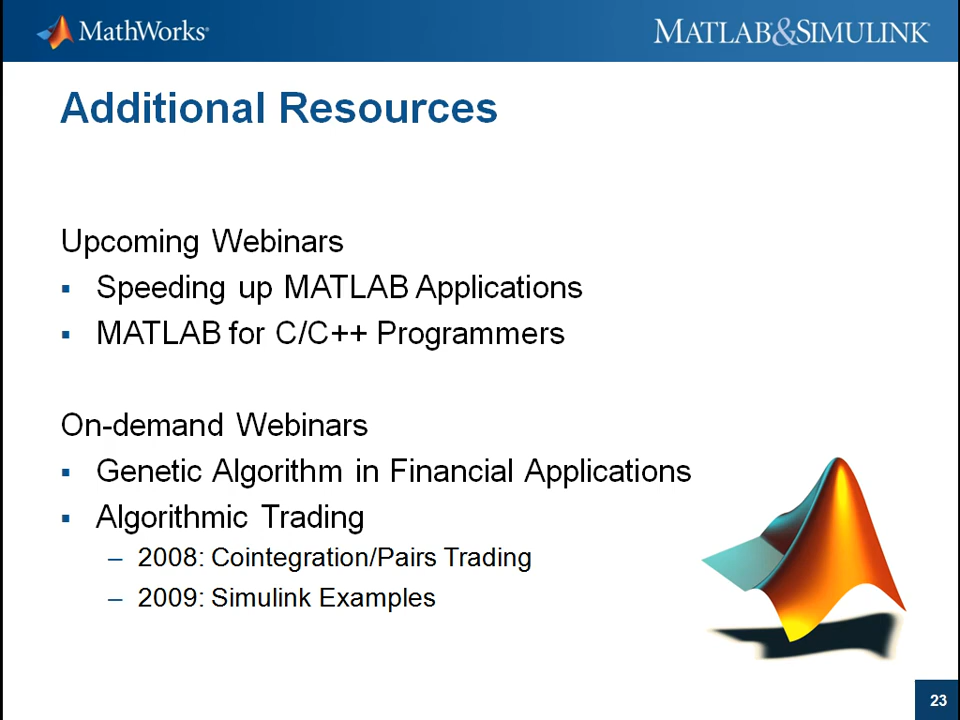 MathWorks®
MATLAB&SIMULINK®
Additional Resources
Upcoming Webinars
▪ Speeding up MATLAB Applications
▪ MATLAB for C/C++ Programmers
On-demand Webinars
▪ Genetic Algorithm in Financial Applications
▪ Algorithmic Trading
– 2008: Cointegration/Pairs Trading
– 2009: Simulink Examples
23